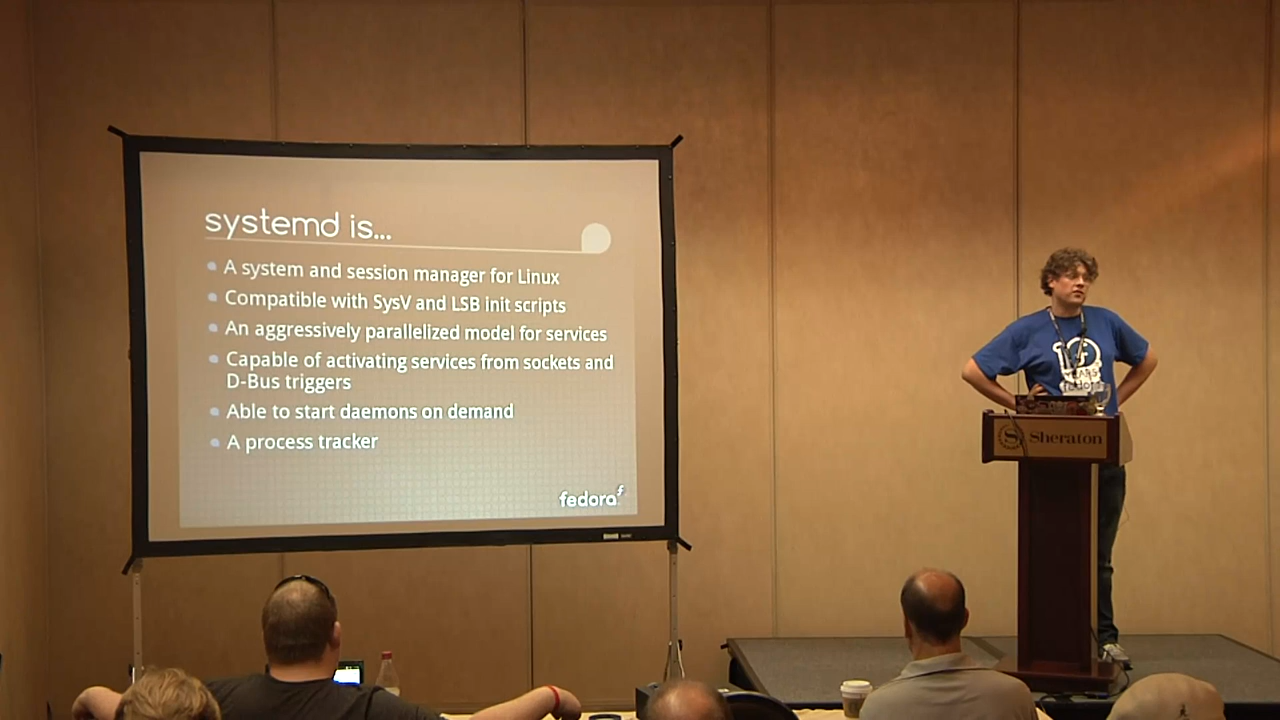 systemd is...
A system and session manager for Linux
Compatible with SysV and LSB init scripts
An aggressively parallelized model for services
Capable of activating services from sockets and
D-Bus triggers
Able to start daemons on demand
A process tracker
fedora
YEARS
fedora
S Sheraton